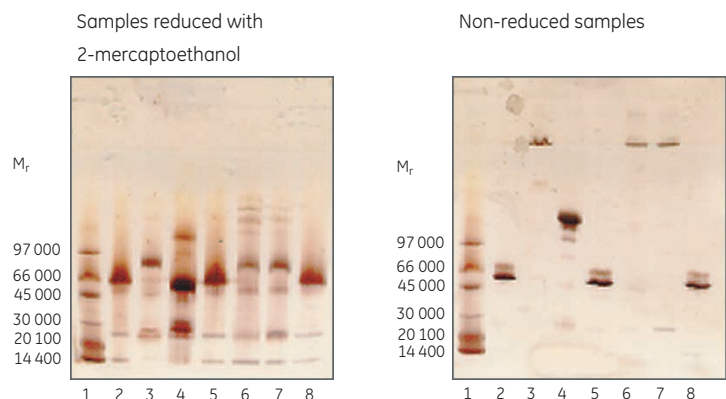 Samples reduced with
2-mercaptoethanol
Mr
97 000
66 000
45 000
30 000
20 100
14 400
1 2 3 4 5 6 7 8
Non-reduced samples
Mr
97 000
66 000
45 000
30 000
20 100
14 400
1 2 3 4 5 6 7 8